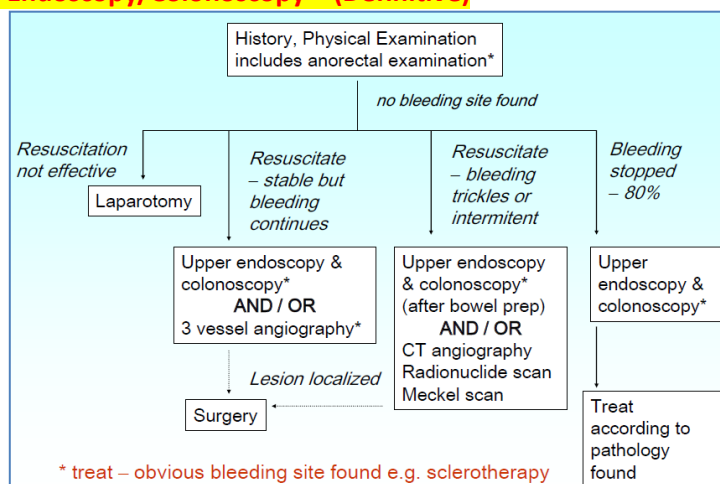 Endoscopy/Colonoscopy – (Definitive)
History, Physical Examination
includes anorectal examination*
no bleeding site found
Resuscitation
not effective
Laparotomy
Resuscitate
– stable but
bleeding
continues
Resuscitate
– bleeding
trickles or
intermitent
Bleeding
stopped
– 80%
Upper endoscopy &
colonoscopy*
AND / OR
3 vessel angiography*
Upper endoscopy
& colonoscopy*
(after bowel prep)
AND / OR
CT angiography
Radionuclide scan
Meckel scan
Upper
endoscopy &
colonoscopy*
Lesion localized
Surgery
Treat
according to
pathology
found
* treat – obvious bleeding site found e.g. sclerotherapy